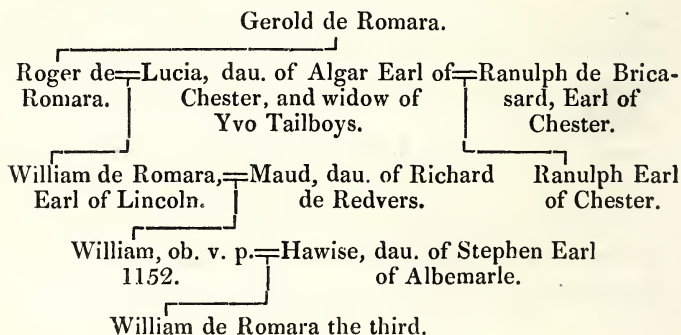 Gerold de Romara.
Roger de=Lucia, dau. of Algar Earl of=Ranulph de Brica-
Romara. Chester, and widow of sard, Earl of
Yvo Tailboys. Chester.
William de Romara,=Maud, dau. of Richard Ranulph Earl
Earl of Lincoln. de Redvers. of Chester.
William, ob. v. p.=Hawise, dau. of Stephen Earl
1152. of Albemarle.
William de Romara the third.